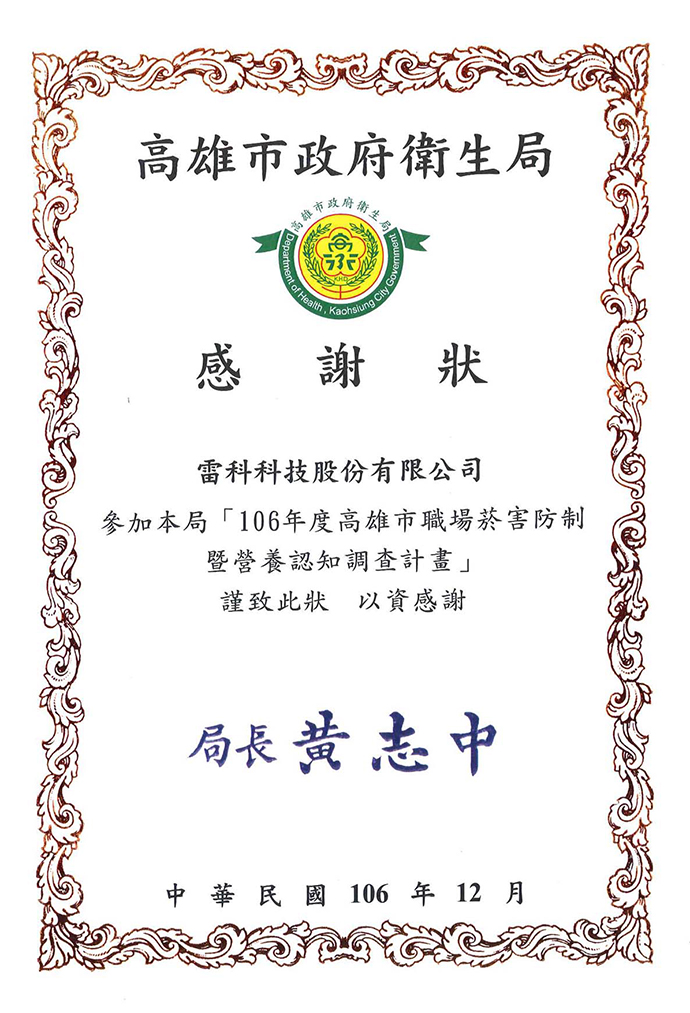 高雄市政府衛生局
高雄市政府衛生局
KHD
Department of Health, Kaohsiung City Government
感謝狀
雷科科技股份有限公司
參加本局「106年度高雄市職場菸害防制
暨營養認知調查計畫」
謹致此狀 以資感謝
局長 黃志中
中華民國 106 年 12 月